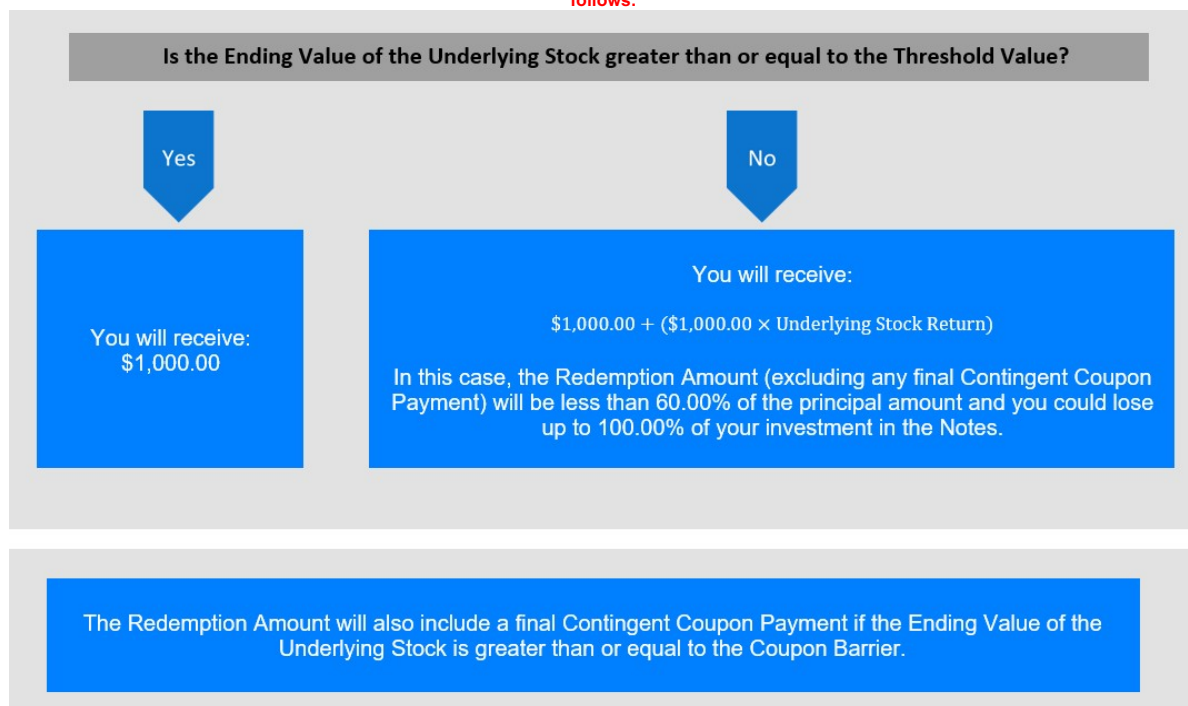 follows:
Is the Ending Value of the Underlying Stock greater than or equal to the Threshold Value?
Yes
No
You will receive:
$1,000.00
You will receive:
$1,000.00 + ($1,000.00 × Underlying Stock Return)
In this case, the Redemption Amount (excluding any final Contingent Coupon
Payment) will be less than 60.00% of the principal amount and you could lose
up to 100.00% of your investment in the Notes.
The Redemption Amount will also include a final Contingent Coupon Payment if the Ending Value of the
Underlying Stock is greater than or equal to the Coupon Barrier.